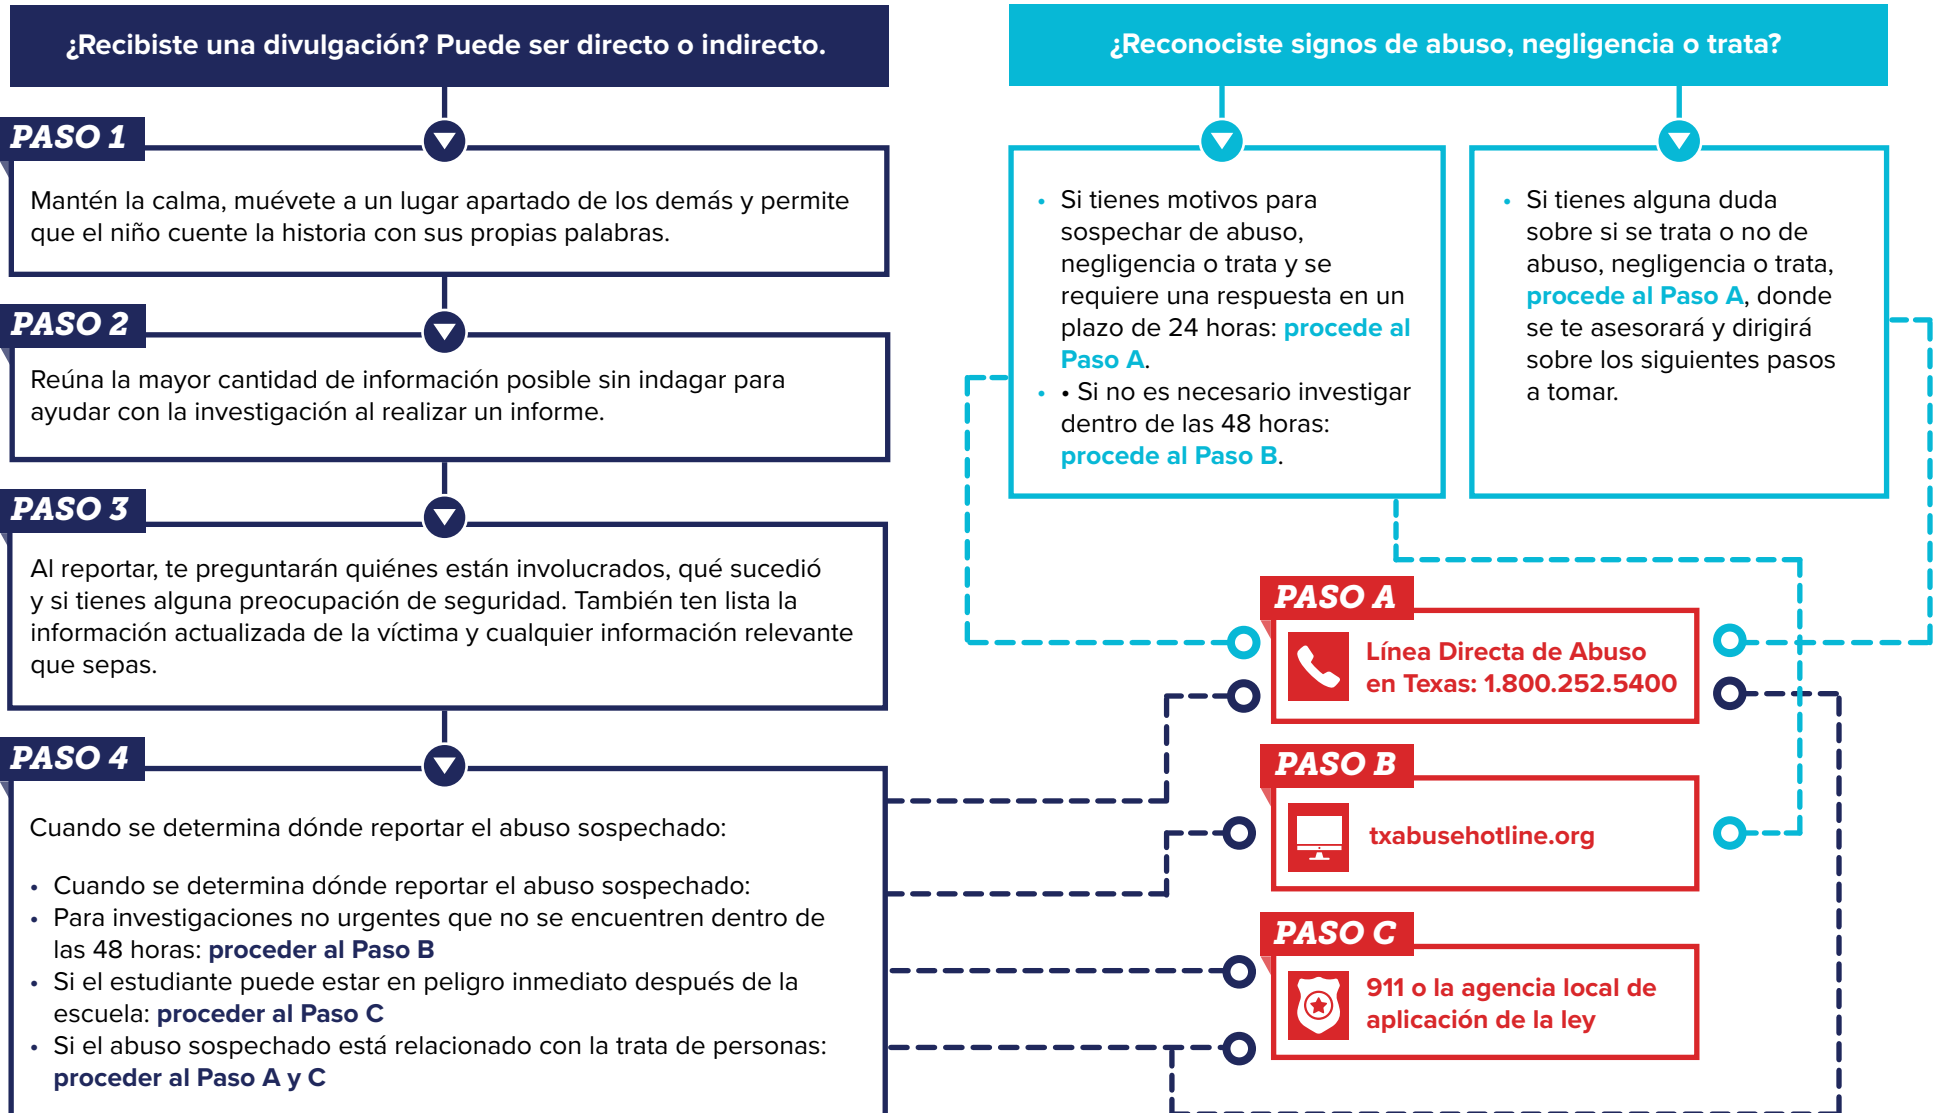 ¿Recibiste una divulgación? Puede ser directo o indirecto.
PASO 1
Mantén la calma, muévete a un lugar apartado de los demás y permite
que el niño cuente la historia con sus propias palabras.
PASO 2
Reúna la mayor cantidad de información posible sin indagar para
ayudar con la investigación al realizar un informe.
PASO 3
Al reportar, te preguntarán quiénes están involucrados, qué sucedió
y si tienes alguna preocupación de seguridad. También ten lista la
información actualizada de la víctima y cualquier información relevante
que sepas.
PASO 4
Cuando se determina dónde reportar el abuso sospechado:
• Cuando se determina dónde reportar el abuso sospechado:
• Para investigaciones no urgentes que no se encuentren dentro de
las 48 horas: proceder al Paso B
• Si el estudiante puede estar en peligro inmediato después de la
escuela: proceder al Paso C
• Si el abuso sospechado está relacionado con la trata de personas:
proceder al Paso A y C
¿Reconociste signos de abuso, negligencia o trata?
• Si tienes motivos para
sospechar de abuso,
negligencia o trata y se
requiere una respuesta en un
plazo de 24 horas: procede al
Paso A.
• • Si no es necesario investigar
dentro de las 48 horas:
procede al Paso B.
• Si tienes alguna duda
sobre si se trata o no de
abuso, negligencia o trata,
procede al Paso A, donde
se te asesorará y dirigirá
sobre los siguientes pasos
a tomar.
PASO A
Línea Directa de Abuso
en Texas: 1.800.252.5400
PASO B
txabusehotline.org
PASO C
911 o la agencia local de
aplicación de la ley